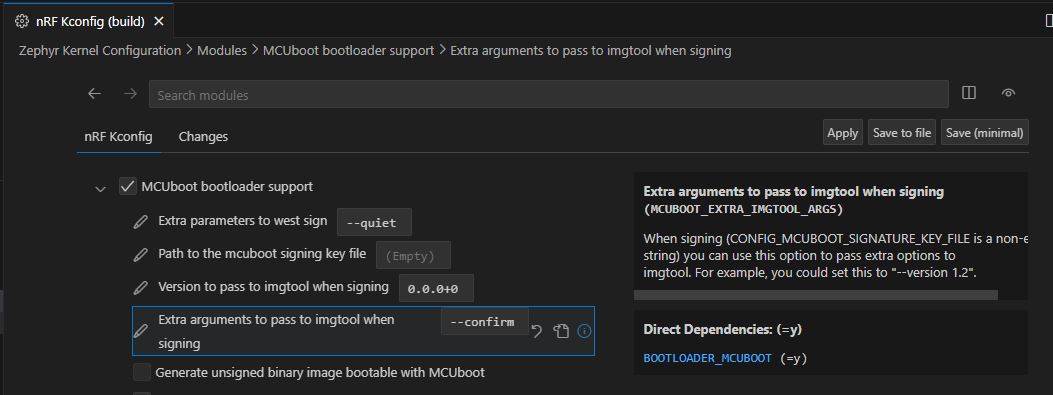 nRF Kconfig (build)
Zephyr Kernel Configuration > Modules > MCUboot bootloader support > Extra arguments to pass to imgtool when signing
Search modules
nRF Kconfig
Changes
Apply
Save to file
Save (minimal)
MCUboot bootloader support
Extra parameters to west sign
--quiet
Path to the mcuboot signing key file
(Empty)
Version to pass to imgtool when signing
0.0.0+0
Extra arguments to pass to imgtool when
signing
--confirm
Generate unsigned binary image bootable with MCUboot
Extra arguments to pass to imgtool when signing
(MCUBOOT_EXTRA_IMGTOOL_ARGS)
When signing (CONFIG_MCUBOOT_SIGNATURE_KEY_FILE is a non-e
string) you can use this option to pass extra options to
imgtool. For example, you could set this to "--version 1.2".
Direct Dependencies: (=y)
BOOTLOADER_MCUBOOT (=y)